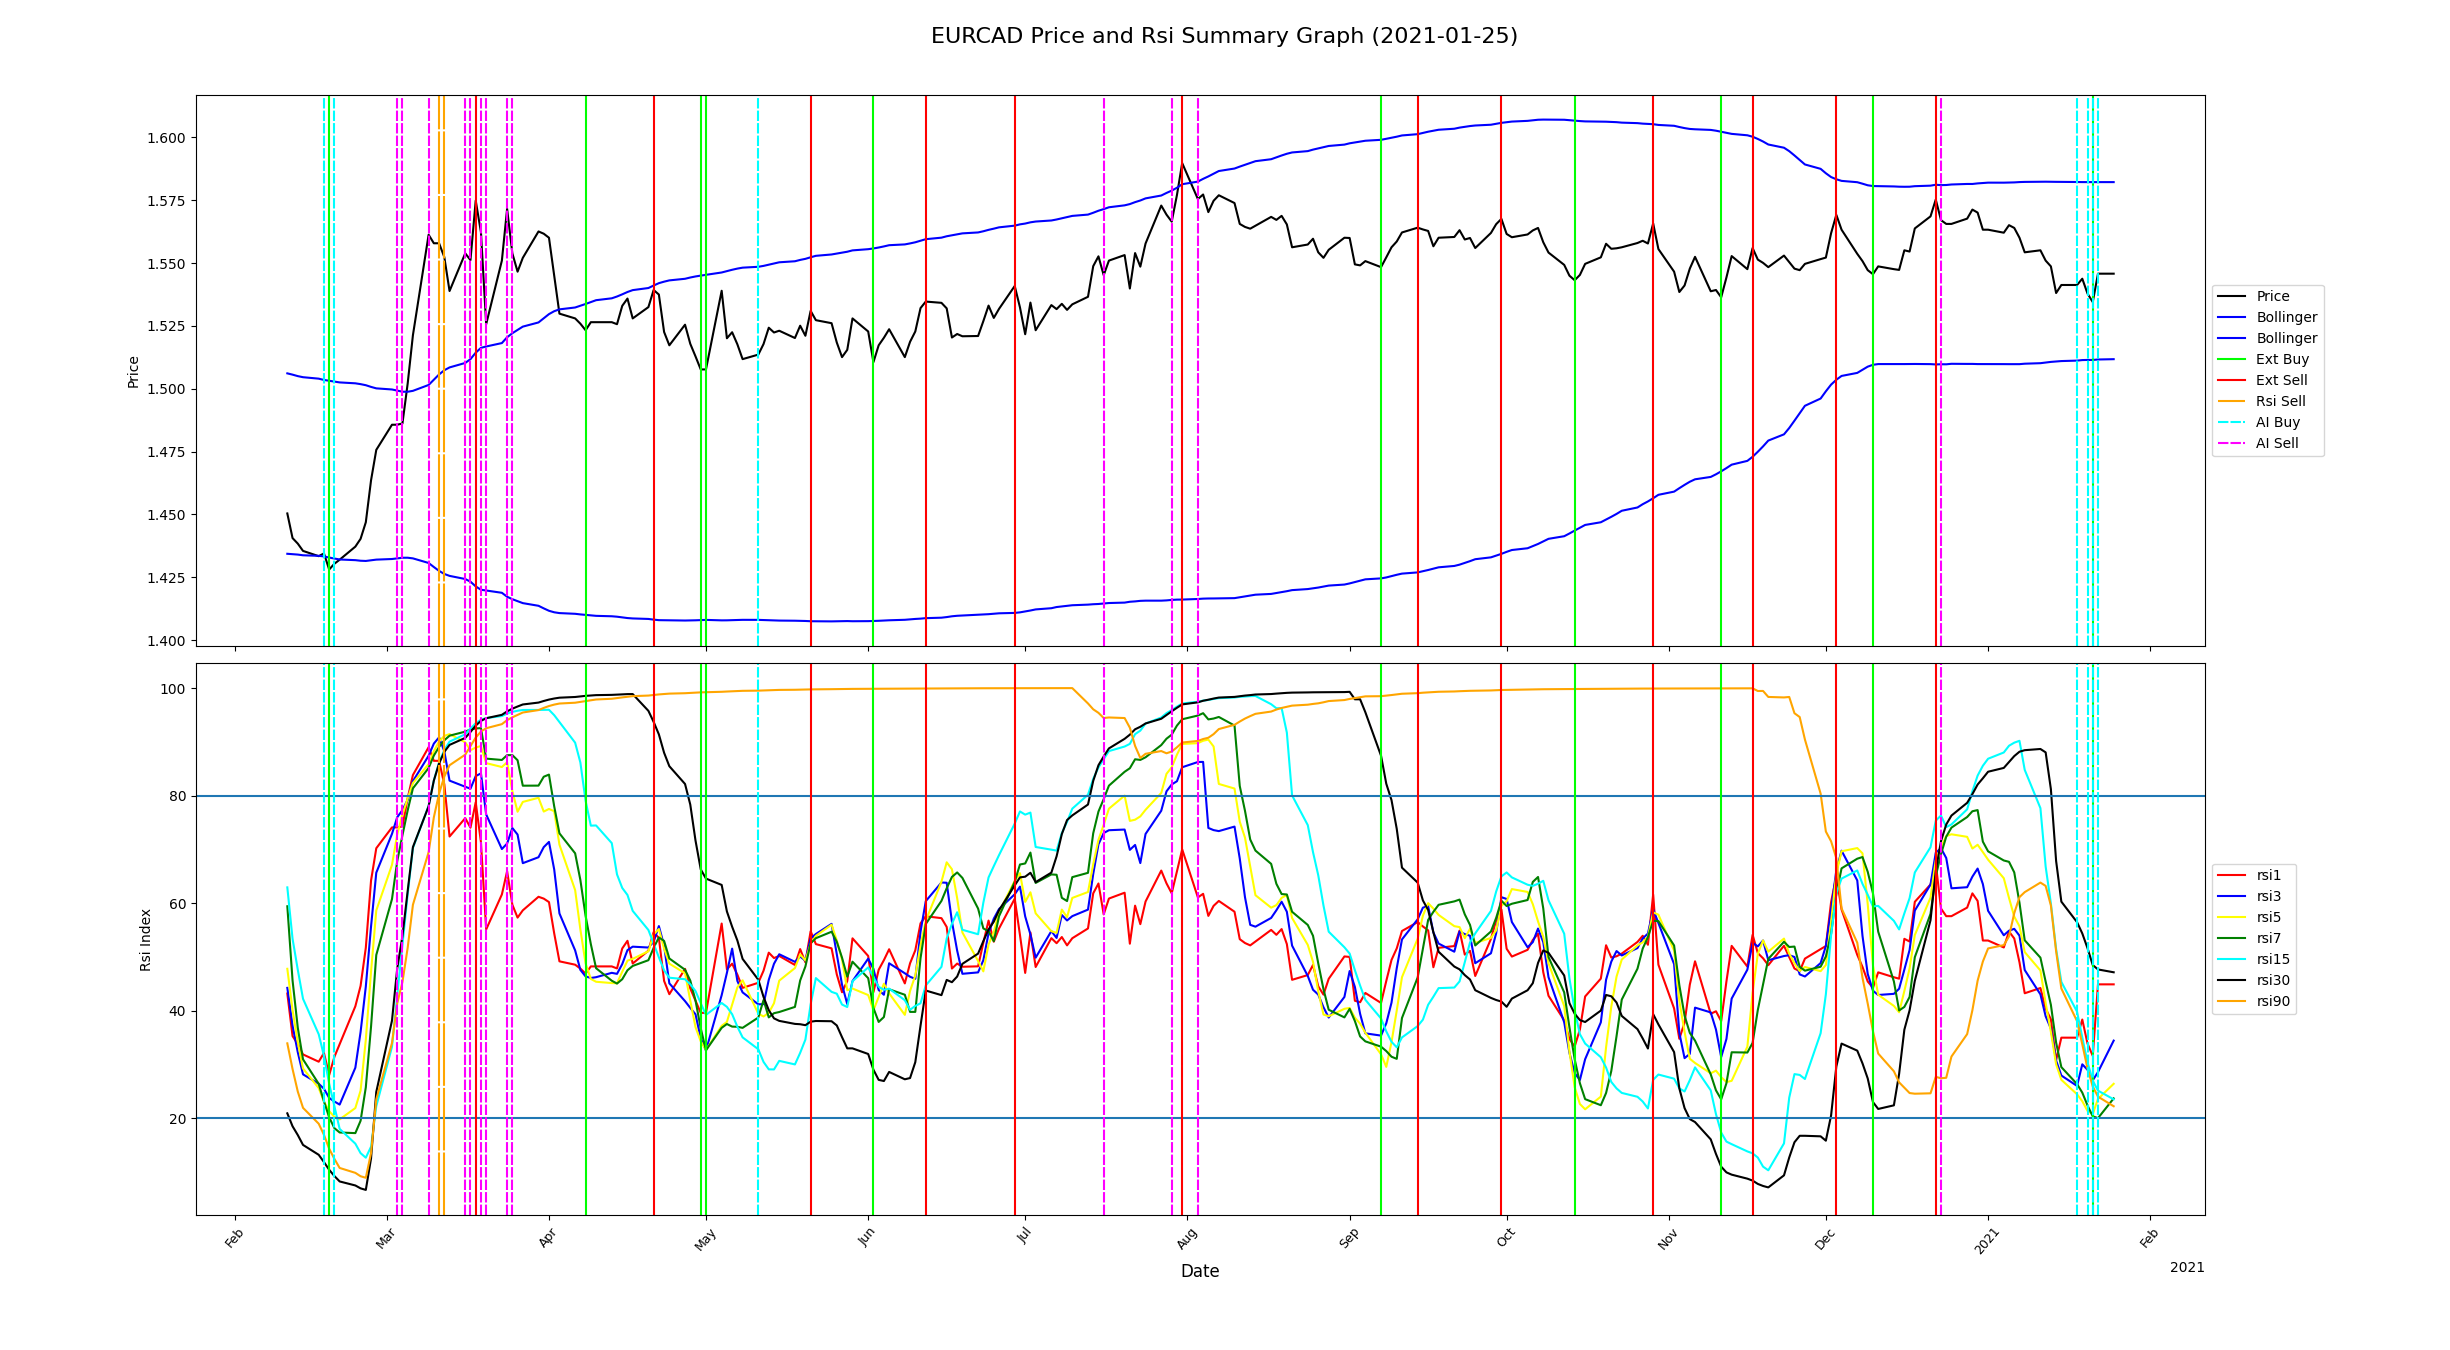 EURCAD Price and Rsi Summary Graph (2021-01-25)
Price
1.600
1.575
1.550
1.525
1.500
1.475
1.450
1.425
1.400
Price
Bollinger
Bollinger
Ext Buy
Ext Sell
Rsi Sell
AI Buy
AI Sell
Rsi Index
100
80
60
40
20
rsi1
rsi3
rsi5
rsi7
rsi15
rsi30
rsi90
Feb Mar Apr May Jun Jul Aug Sep Oct Nov Dec 2021 Feb
Date
2021